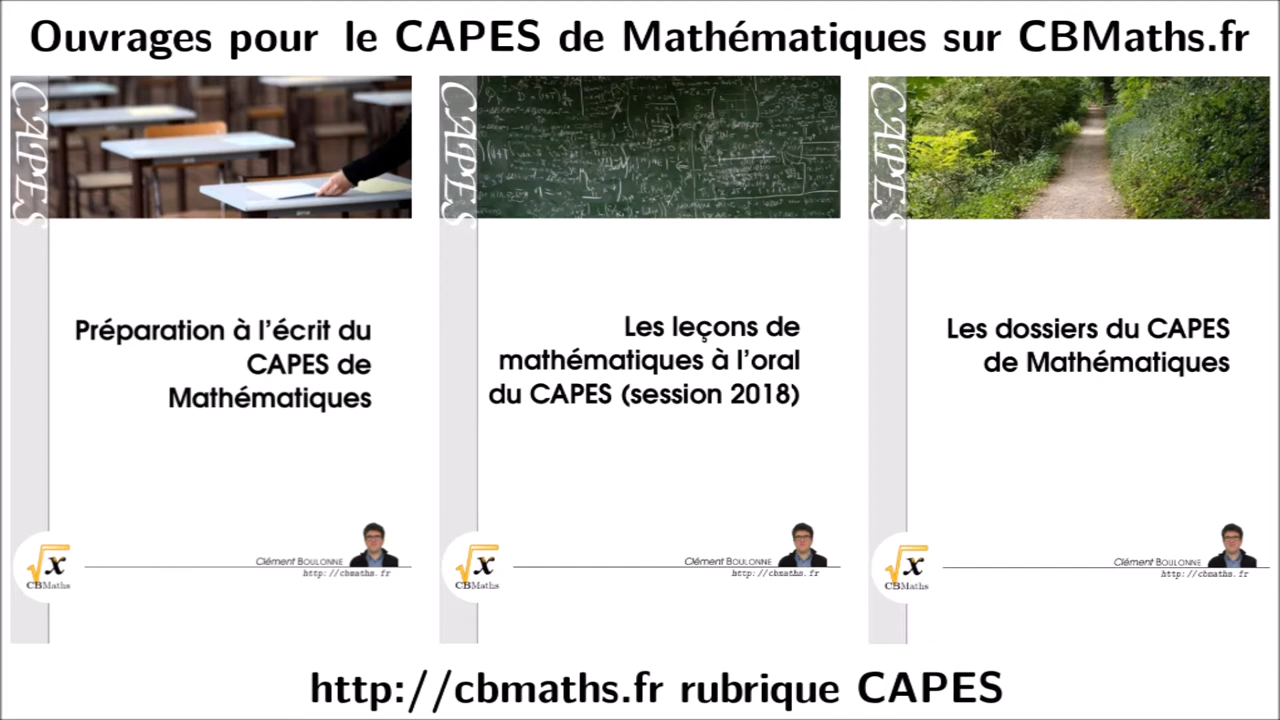 Ouvrages pour le CAPES de Mathématiques sur CBMaths.fr
CAPES
Préparation à l'écrit du
CAPES de
Mathématiques
Clément BOULONNE
http://cbmaths.fr
√x
CBMaths
CAPES
Les leçons de
mathématiques à l'oral
du CAPES (session 2018)
Clément BOULONNE
http://cbmaths.fr
√x
CBMaths
CAPES
Les dossiers du CAPES
de Mathématiques
Clément BOULONNE
http://cbmaths.fr
√x
CBMaths
http://cbmaths.fr rubrique CAPES